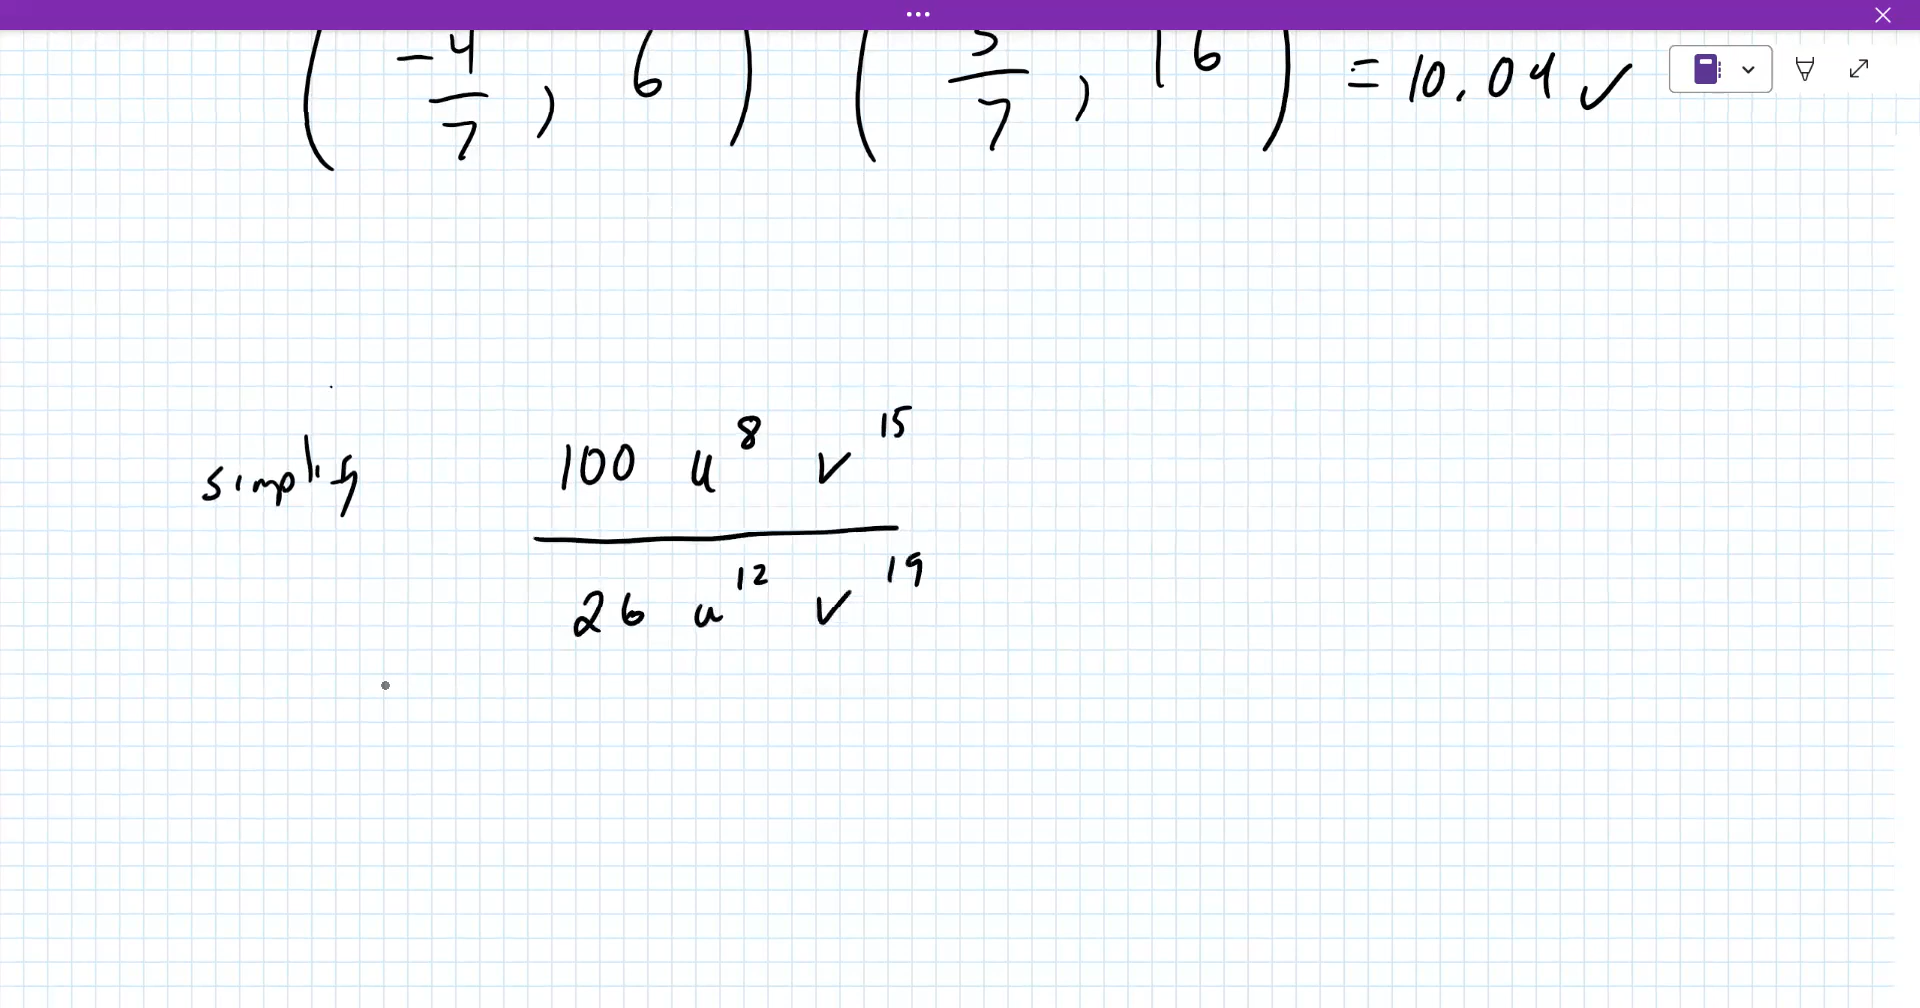 (-4/7, 6) (3/7, 16) = 10.04 ✓
simplify 100 u^8 v^15
26 u^12 v^19